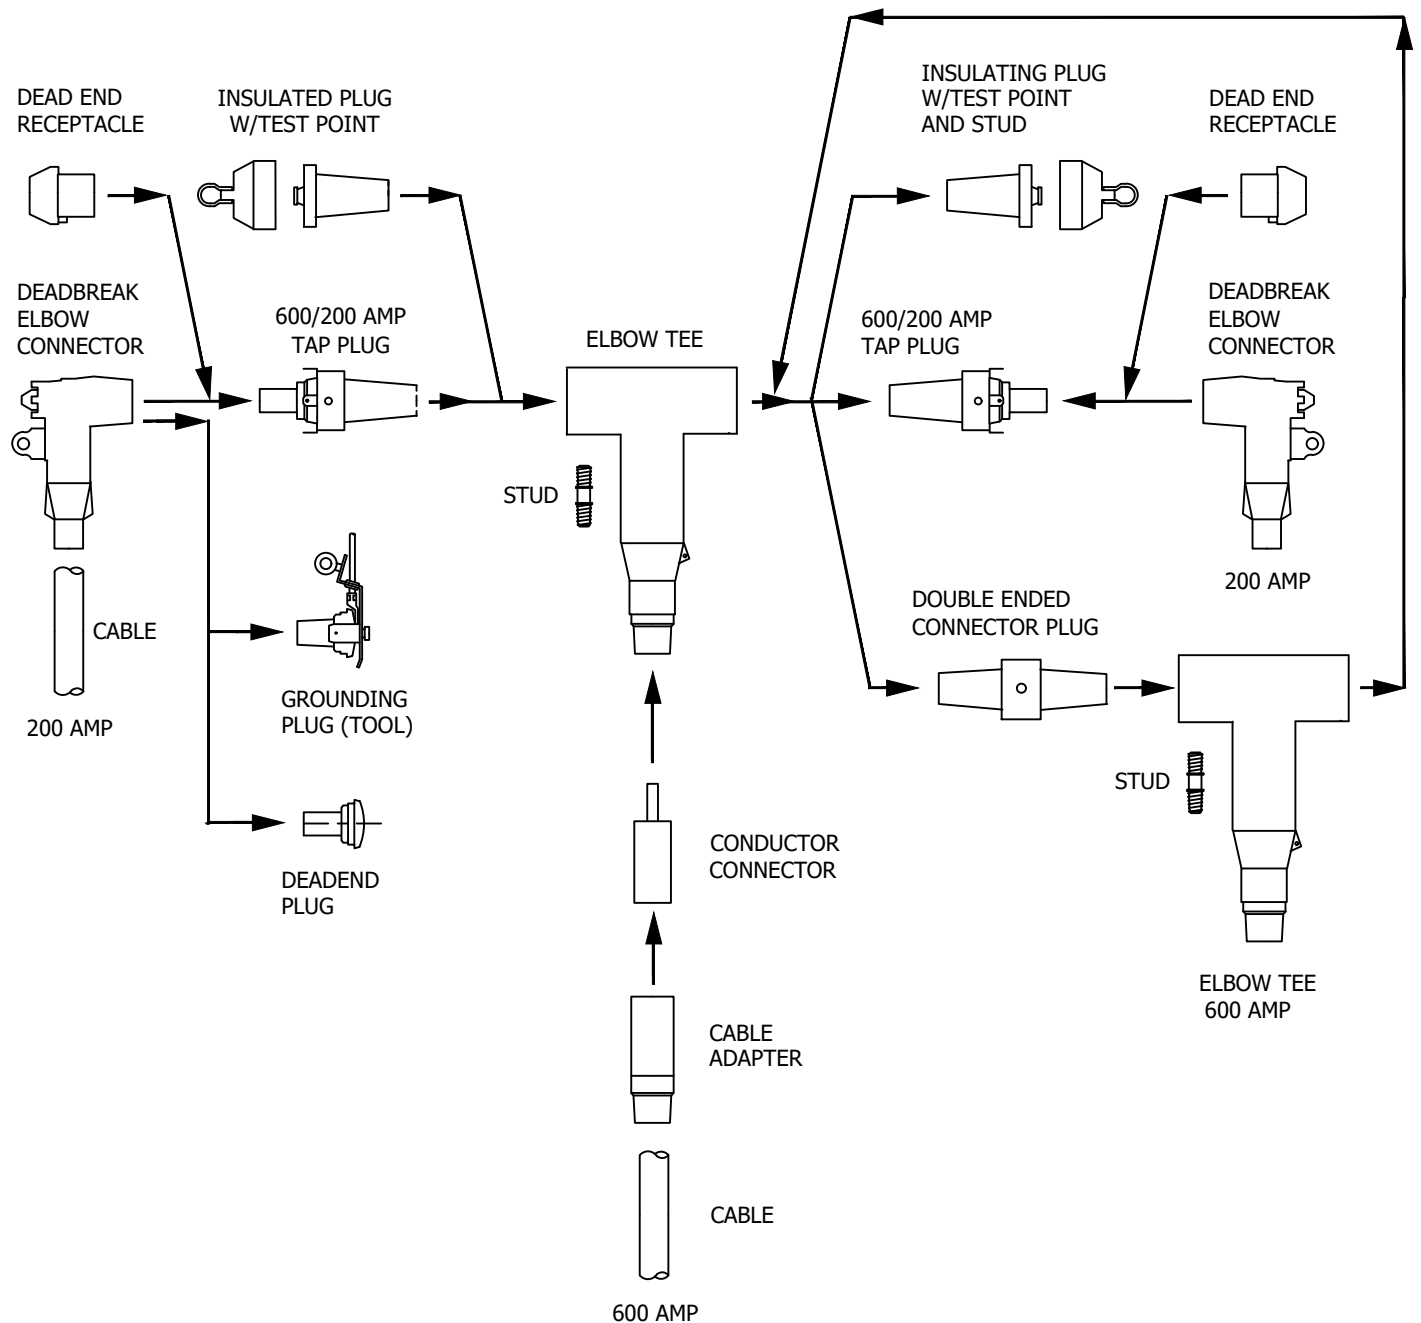 DEAD END
RECEPTACLE
INSULATED PLUG
W/TEST POINT
INSULATING PLUG
W/TEST POINT
AND STUD
DEAD END
RECEPTACLE
DEADBREAK
ELBOW
CONNECTOR
600/200 AMP
TAP PLUG
ELBOW TEE
600/200 AMP
TAP PLUG
DEADBREAK
ELBOW
CONNECTOR
STUD
200 AMP
CABLE
DOUBLE ENDED
CONNECTOR PLUG
200 AMP
GROUNDING
PLUG (TOOL)
STUD
CONDUCTOR
CONNECTOR
DEADEND
PLUG
ELBOW TEE
600 AMP
CABLE
ADAPTER
CABLE
600 AMP